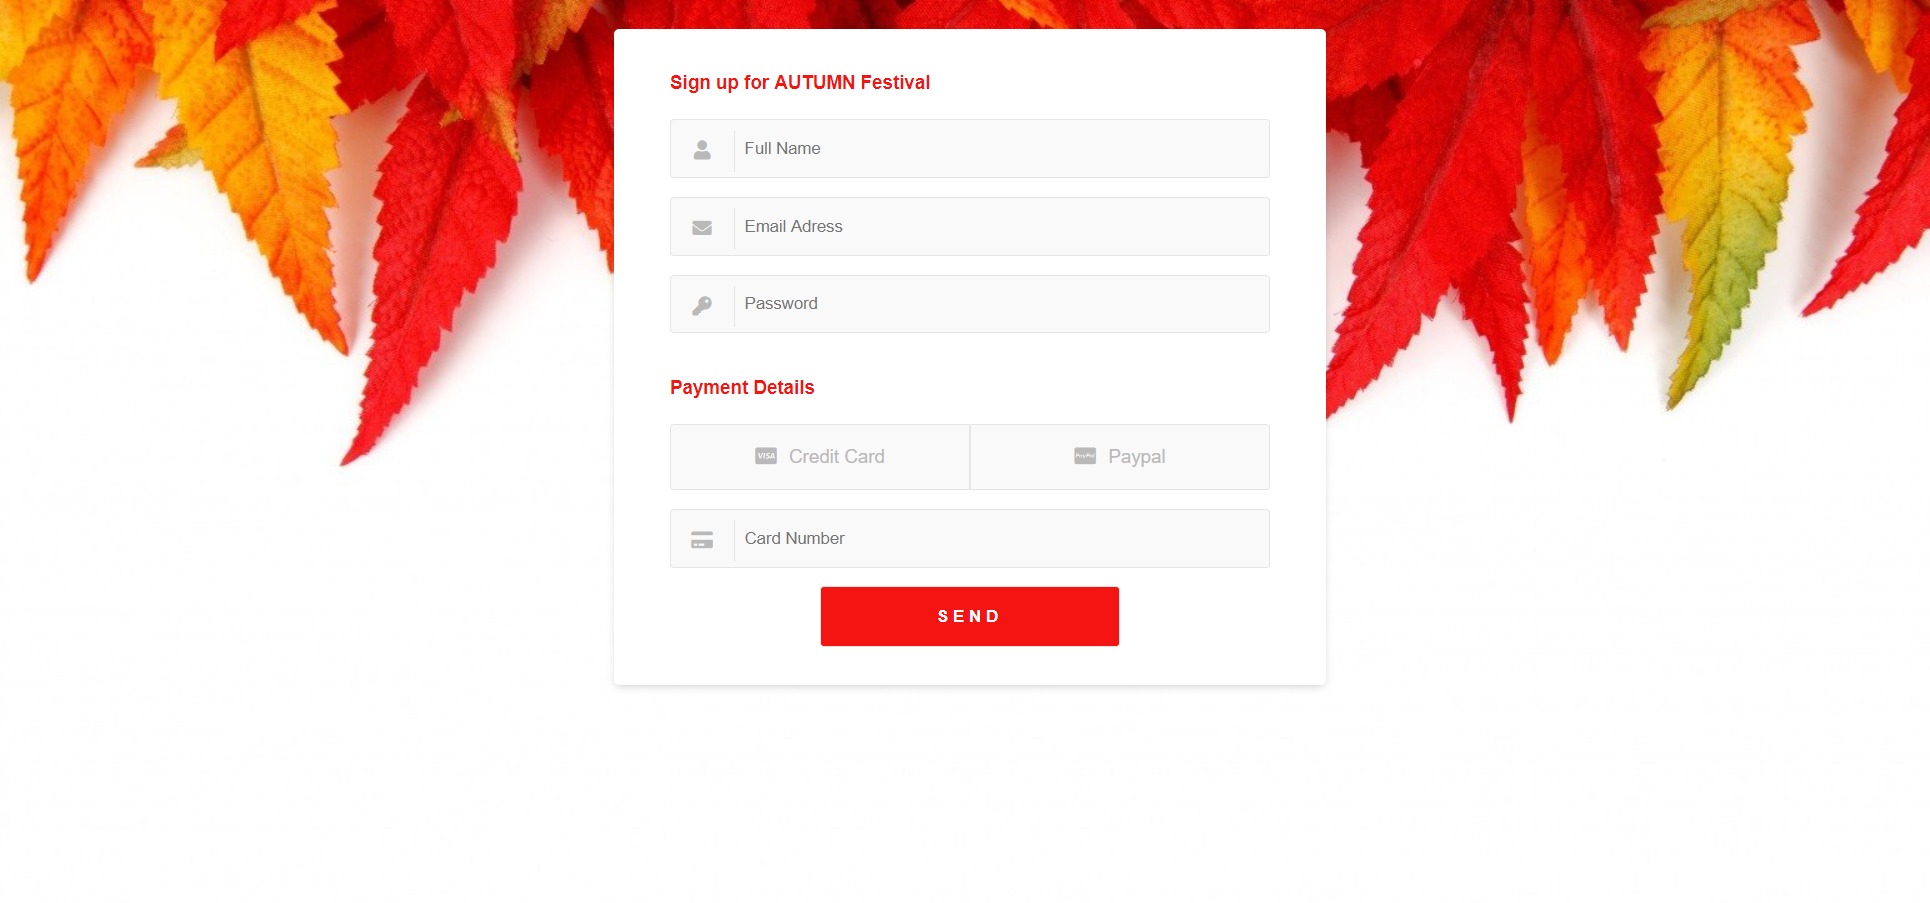 Sign up for AUTUMN Festival
Full Name
Email Adress
Password
Payment Details
VISA Credit Card
PayPal Paypal
Card Number
SEND